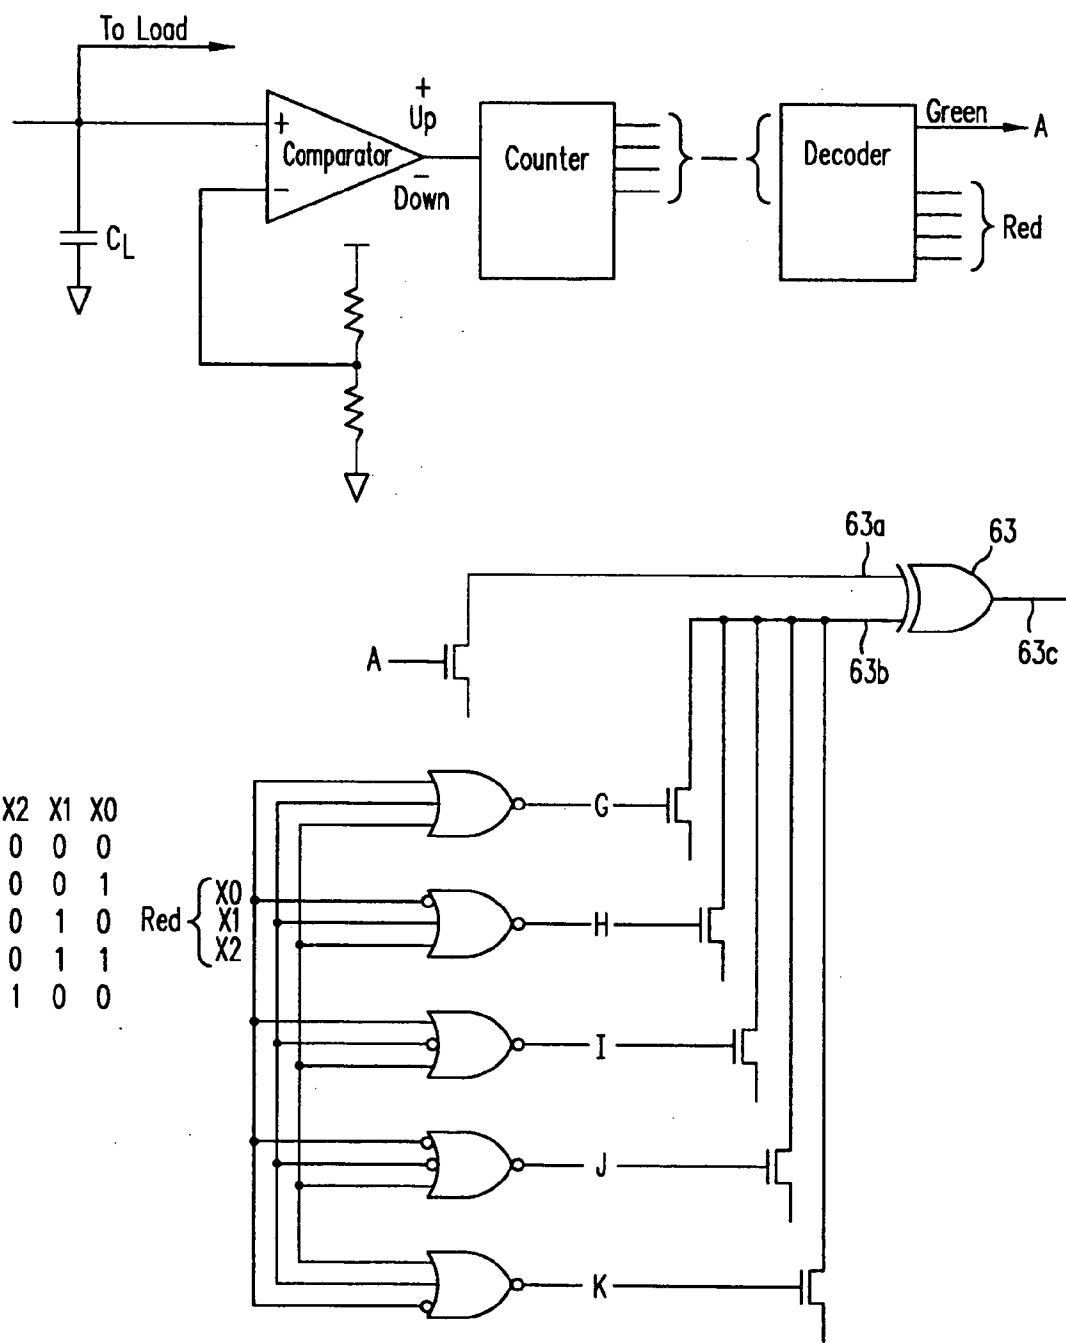 To Load
+
Up
Green
A
+
Comparator
Counter
Decoder
−
−
Down
Red
C_L
63a
63
A
63b
63c
G
X2 X1 X0
0 0 0
0 0 1
0 1 0
0 1 1
1 0 0
Red
X0
X1
X2
H
I
J
K